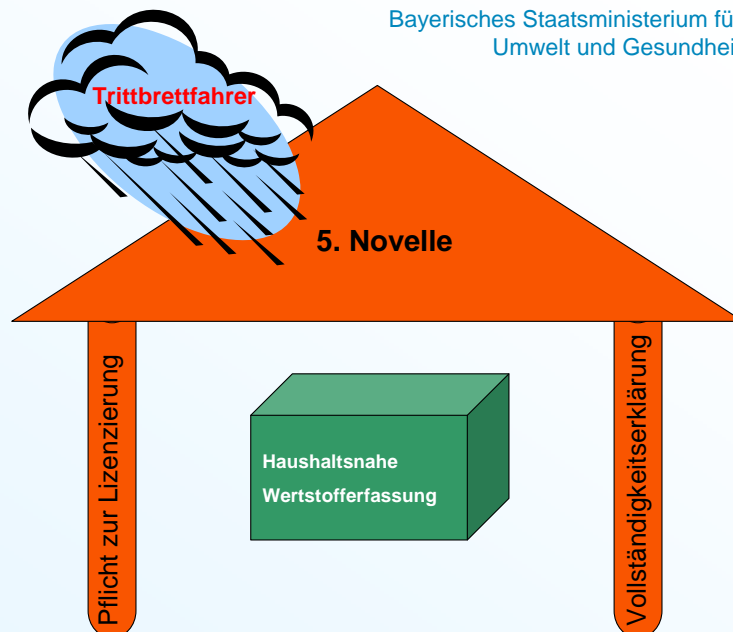 Bayerisches Staatsministerium fü
Umwelt und Gesundhei
Trittbrettfahrer
5. Novelle
Pflicht zur Lizenzierung
Haushaltsnahe
Wertstofferfassung
Vollständigkeitserklärung